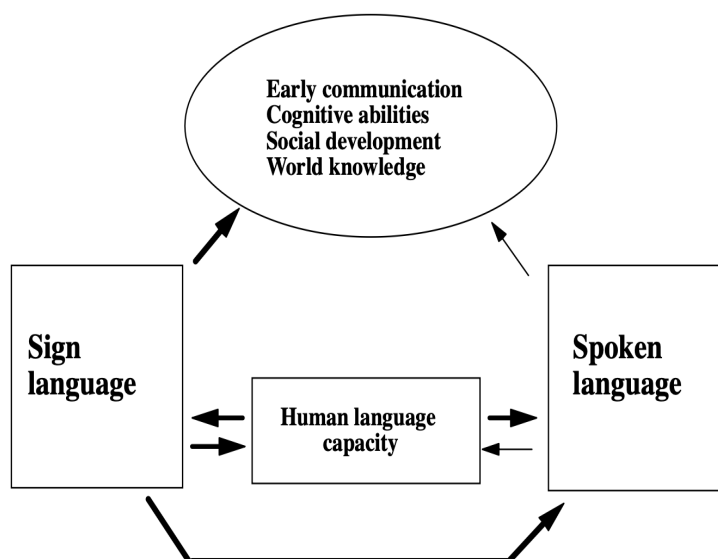 Early communication
Cognitive abilities
Social development
World knowledge
Sign
language
Spoken
language
Human language
capacity